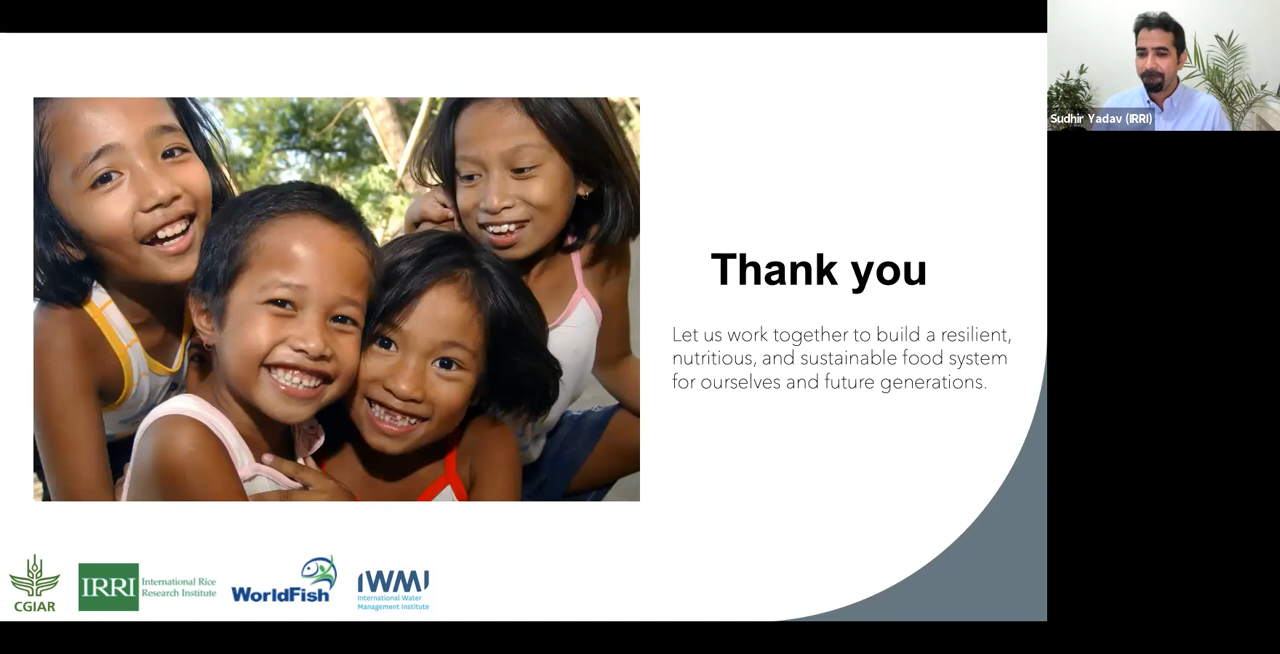 Sudhir Yadav (IRRI)
Thank you
Let us work together to build a resilient,
nutritious, and sustainable food system
for ourselves and future generations.
CGIAR
IRRI
International Rice
Research Institute
WorldFish
IWMI
International Water
Management Institute